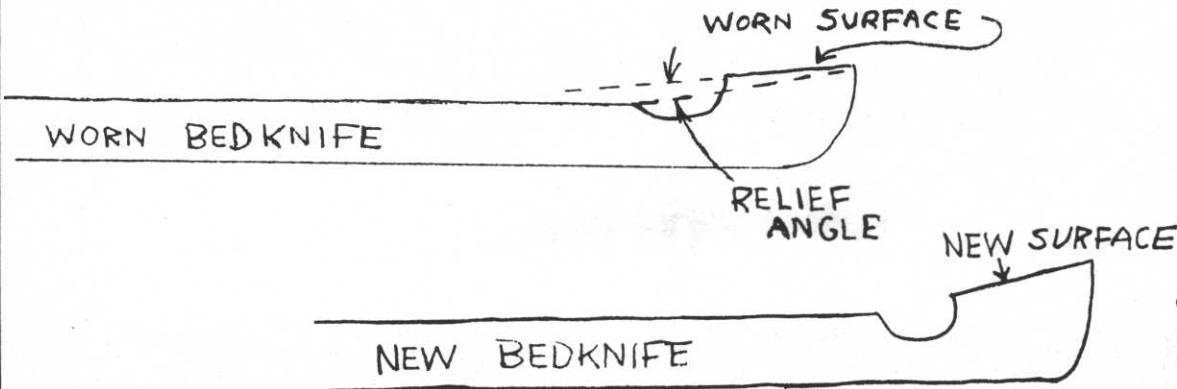 WORN SURFACE
WORN BEDKNIFE
RELIEF
ANGLE
NEW SURFACE
NEW BEDKNIFE